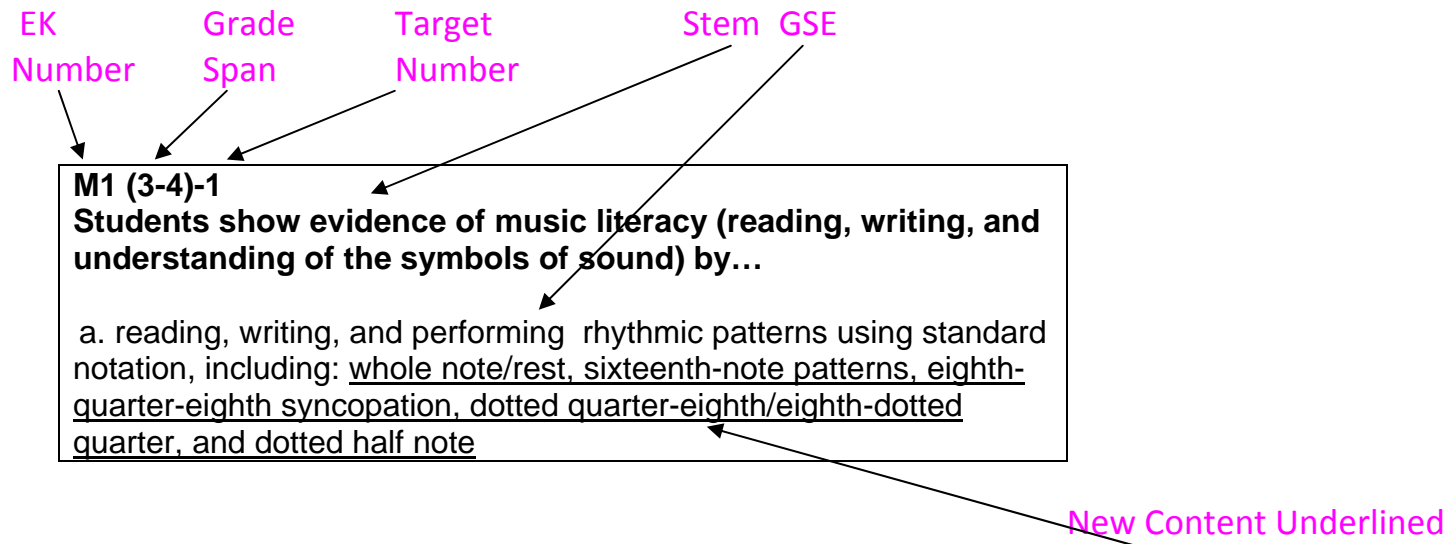 EK Grade Target Stem GSE
Number Span Number
M1 (3-4)-1
Students show evidence of music literacy (reading, writing, and
understanding of the symbols of sound) by…
a. reading, writing, and performing rhythmic patterns using standard
notation, including: whole note/rest, sixteenth-note patterns, eighth-
quarter-eighth syncopation, dotted quarter-eighth/eighth-dotted
quarter, and dotted half note
New Content Underlined